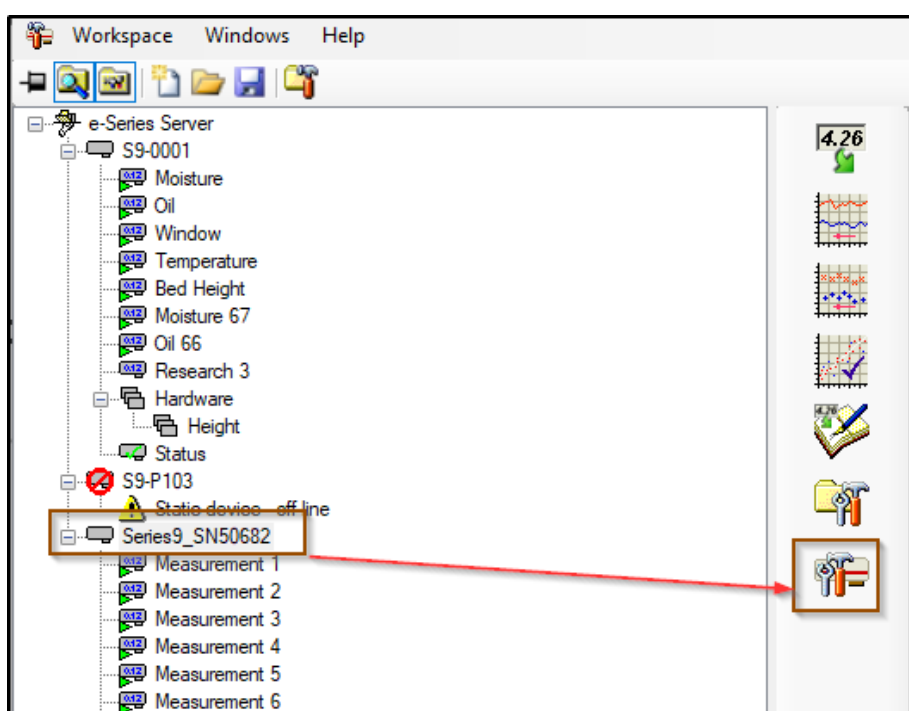 Workspace Windows Help
e-Series Server
S9-0001
4.26
Moisture
Oil
Window
Temperature
Bed Height
Moisture 67
Oil 66
Research 3
Hardware
Height
4.26
Status
S9-P103
Static device - off line
Series9_SN50682
Measurement 1
Measurement 2
Measurement 3
Measurement 4
Measurement 5
Measurement 6